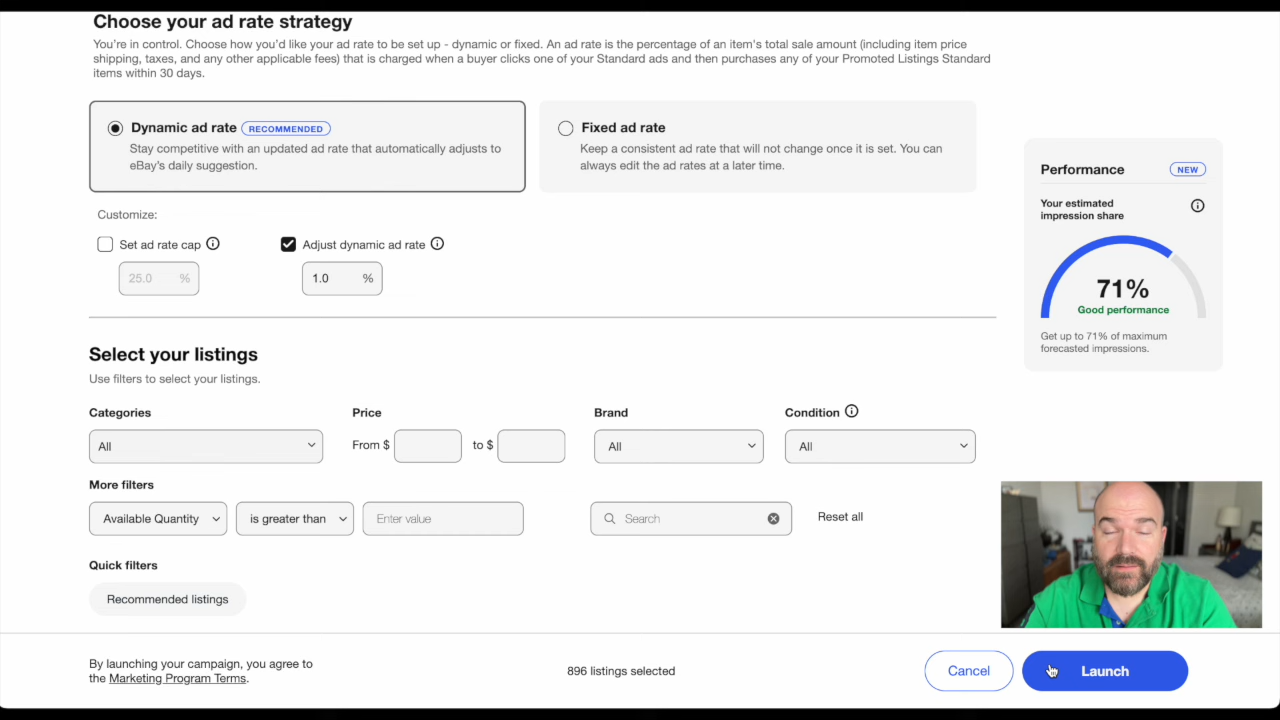 Choose your ad rate strategy
You're in control. Choose how you'd like your ad rate to be set up - dynamic or fixed. An ad rate is the percentage of an item's total sale amount (including item price
shipping, taxes, and any other applicable fees) that is charged when a buyer clicks one of your Standard ads and then purchases any of your Promoted Listings Standard
items within 30 days.
Dynamic ad rate RECOMMENDED
Stay competitive with an updated ad rate that automatically adjusts to
eBay's daily suggestion.
Fixed ad rate
Keep a consistent ad rate that will not change once it is set. You can
always edit the ad rates at a later time.
Customize:
Set ad rate cap
25.0 %
Adjust dynamic ad rate
1.0 %
Performance NEW
Your estimated
impression share
71%
Good performance
Get up to 71% of maximum
forecasted impressions.
Select your listings
Use filters to select your listings.
Categories
All
Price
From $ to $
Brand
All
Condition
All
More filters
Available Quantity is greater than Enter value
Search
Reset all
Quick filters
Recommended listings
By launching your campaign, you agree to
the Marketing Program Terms.
896 listings selected
Cancel
Launch